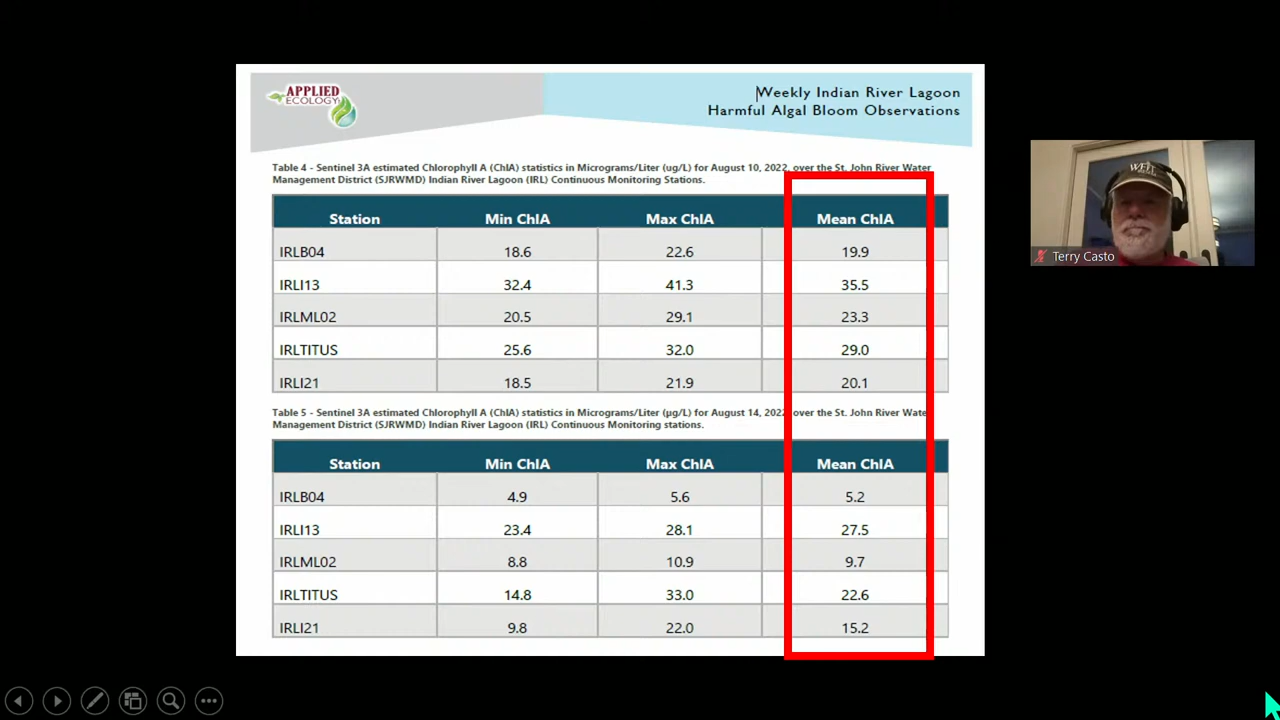 APPLIED
ECOLOGY
Weekly Indian River Lagoon
Harmful Algal Bloom Observations
Table 4 - Sentinel 3A estimated Chlorophyll A (ChlA) statistics in Micrograms/Liter (ug/L) for August 10, 2022, over the St. John River Water
Management District (SJRWMD) Indian River Lagoon (IRL) Continuous Monitoring Stations.
Station Min ChlA Max ChlA Mean ChlA
IRLB04 18.6 22.6 19.9
IRLI13 32.4 41.3 35.5
IRLML02 20.5 29.1 23.3
IRLTITUS 25.6 32.0 29.0
IRLI21 18.5 21.9 20.1
Table 5 - Sentinel 3A estimated Chlorophyll A (ChlA) statistics in Micrograms/Liter (µg/L) for August 14, 2022, over the St. John River Water
Management District (SJRWMD) Indian River Lagoon (IRL) Continuous Monitoring stations.
Station Min ChlA Max ChlA Mean ChlA
IRLB04 4.9 5.6 5.2
IRLI13 23.4 28.1 27.5
IRLML02 8.8 10.9 9.7
IRLTITUS 14.8 33.0 22.6
IRLI21 9.8 22.0 15.2
WELL
Terry Casto